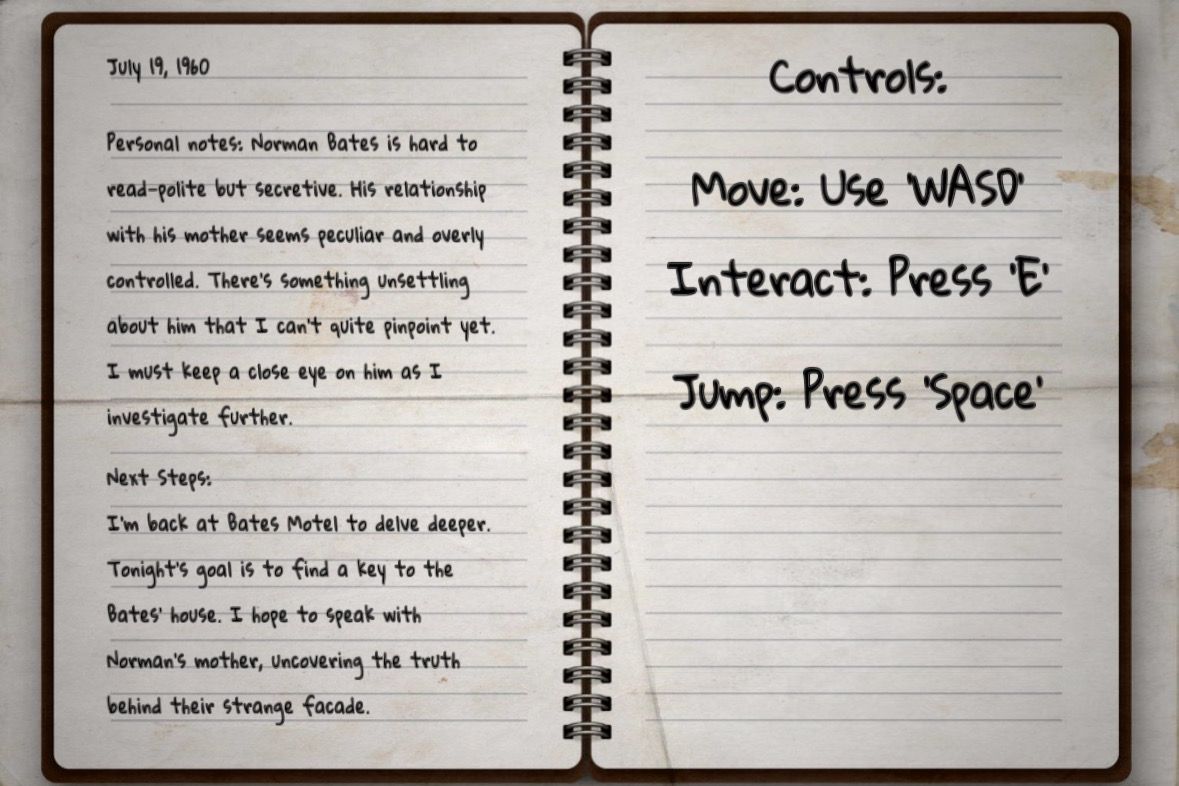 July 19, 1960
Personal notes: Norman Bates is hard to
read-polite but secretive. His relationship
with his mother seems peculiar and overly
controlled. There's something unsettling
about him that I can't quite pinpoint yet.
I must keep a close eye on him as I
investigate further.
Next Steps:
I'm back at Bates Motel to delve deeper.
Tonight's goal is to find a key to the
Bates' house. I hope to speak with
Norman's mother, uncovering the truth
behind their strange facade.
Controls:
Move: Use 'WASD'
Interact: Press 'E'
Jump: Press 'Space'